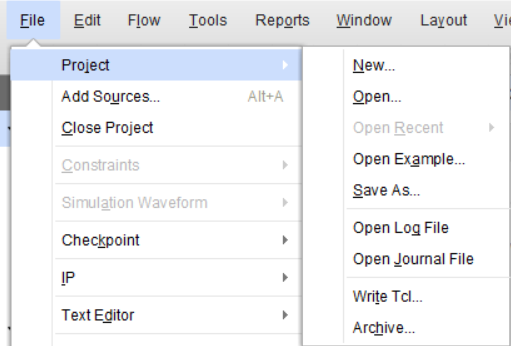 File Edit Flow Tools Reports Window Layout
Project
Add Sources... Alt+A
Close Project
Constraints
Simulation Waveform
Checkpoint
IP
Text Editor
New...
Open...
Open Recent
Open Example...
Save As...
Open Log File
Open Journal File
Write Tcl...
Archive...